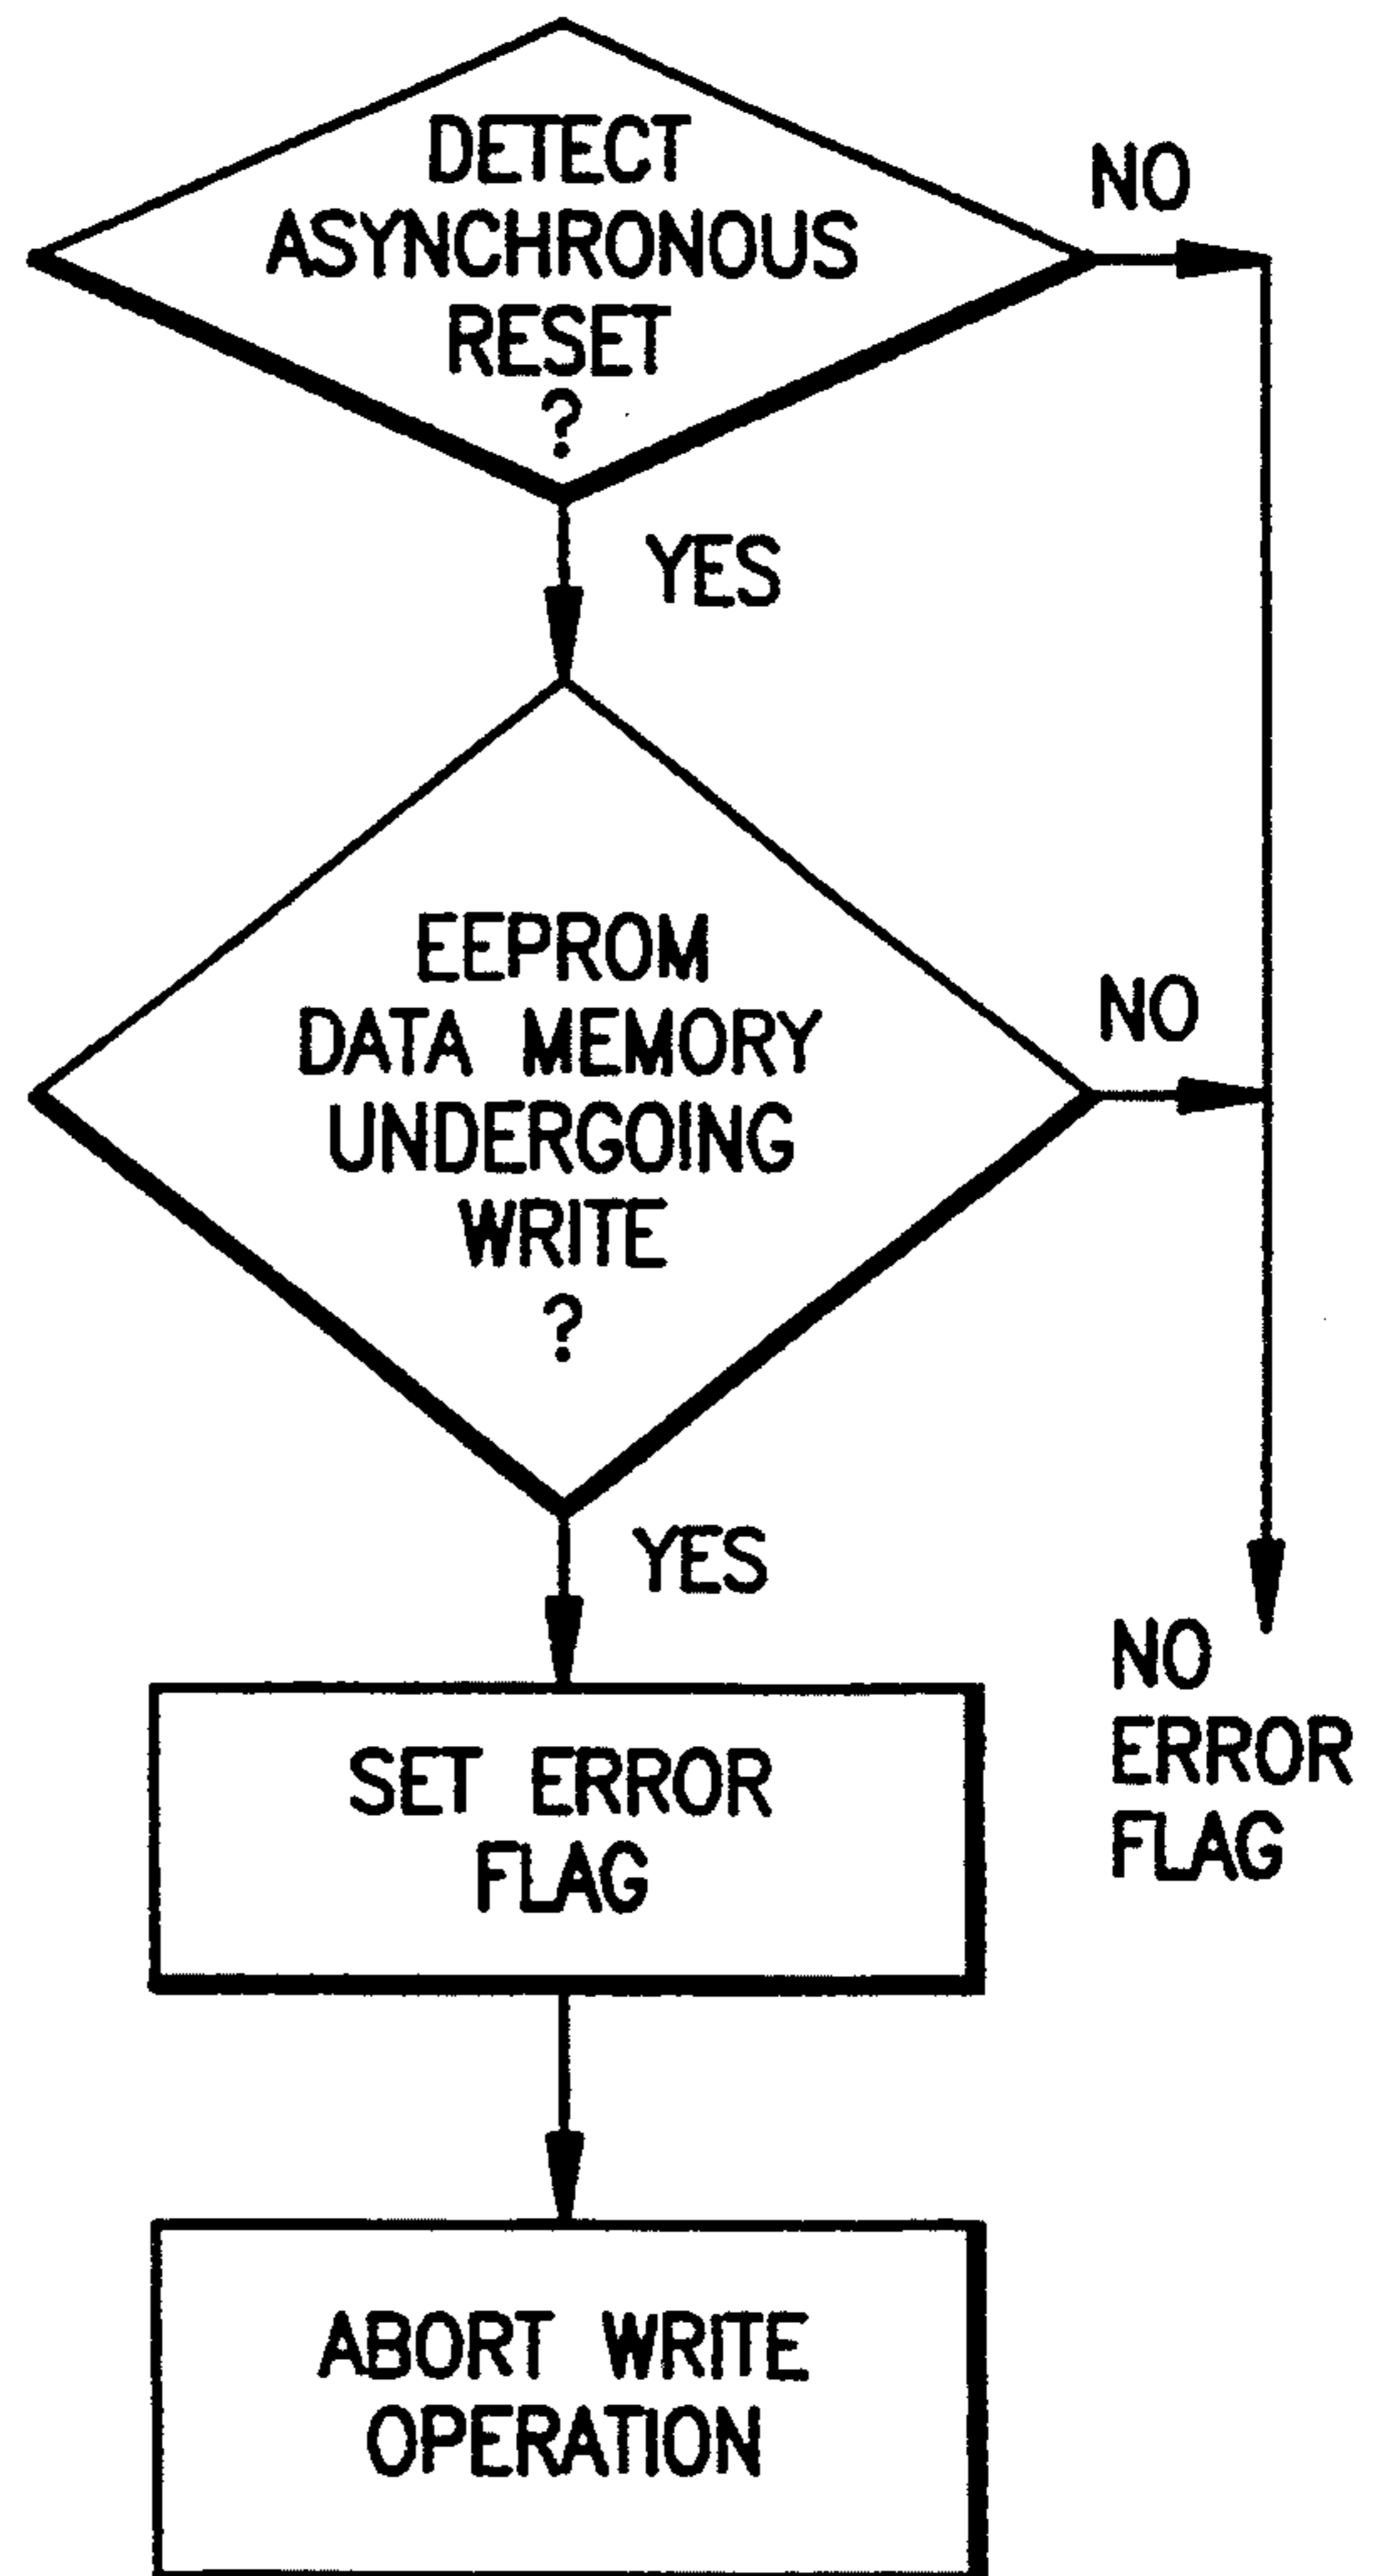 DETECT
ASYNCHRONOUS
RESET
?
NO
YES
EEPROM
DATA MEMORY
UNDERGOING
WRITE
?
NO
YES
SET ERROR
FLAG
NO
ERROR
FLAG
ABORT WRITE
OPERATION